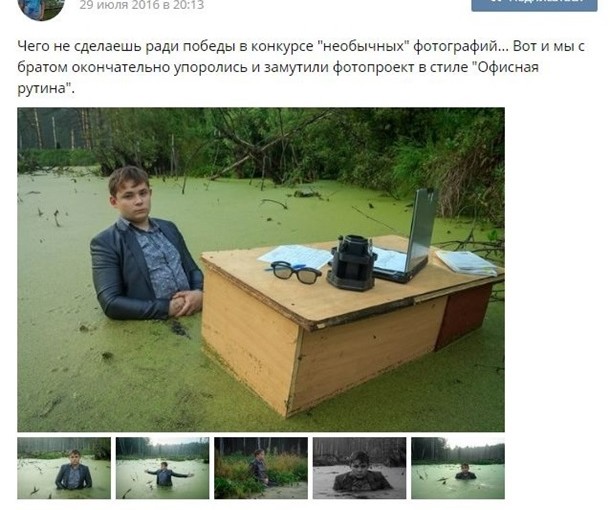 29 июля 2016 в 20:13
Чего не сделаешь ради победы в конкурсе "необычных" фотографий... Вот и мы с
братом окончательно упоролись и замутили фотопроект в стиле "Офисная
рутина".